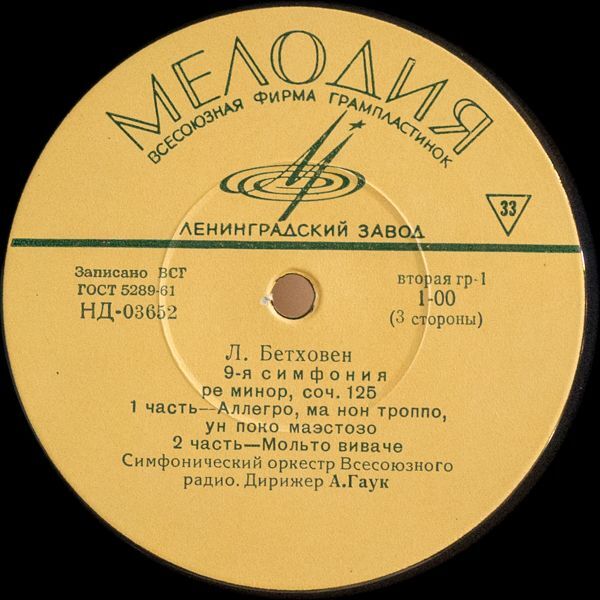 МЕЛОДИЯ
ВСЕСОЮЗНАЯ ФИРМА ГРАМПЛАСТИНОК
33
ЛЕНИНГРАДСКИЙ ЗАВОД
Записано ВСГ
ГОСТ 5289-61
НД-03652
вторая гр-1
1-00
(3 стороны)
Л. Бетховен
9-я симфония
ре минор, соч. 125
1 часть—Аллегро, ма нон троппо,
ун поко маэстозо
2 часть—Мольто виваче
Симфонический оркестр Всесоюзного
радио. Дирижер А.Гаук